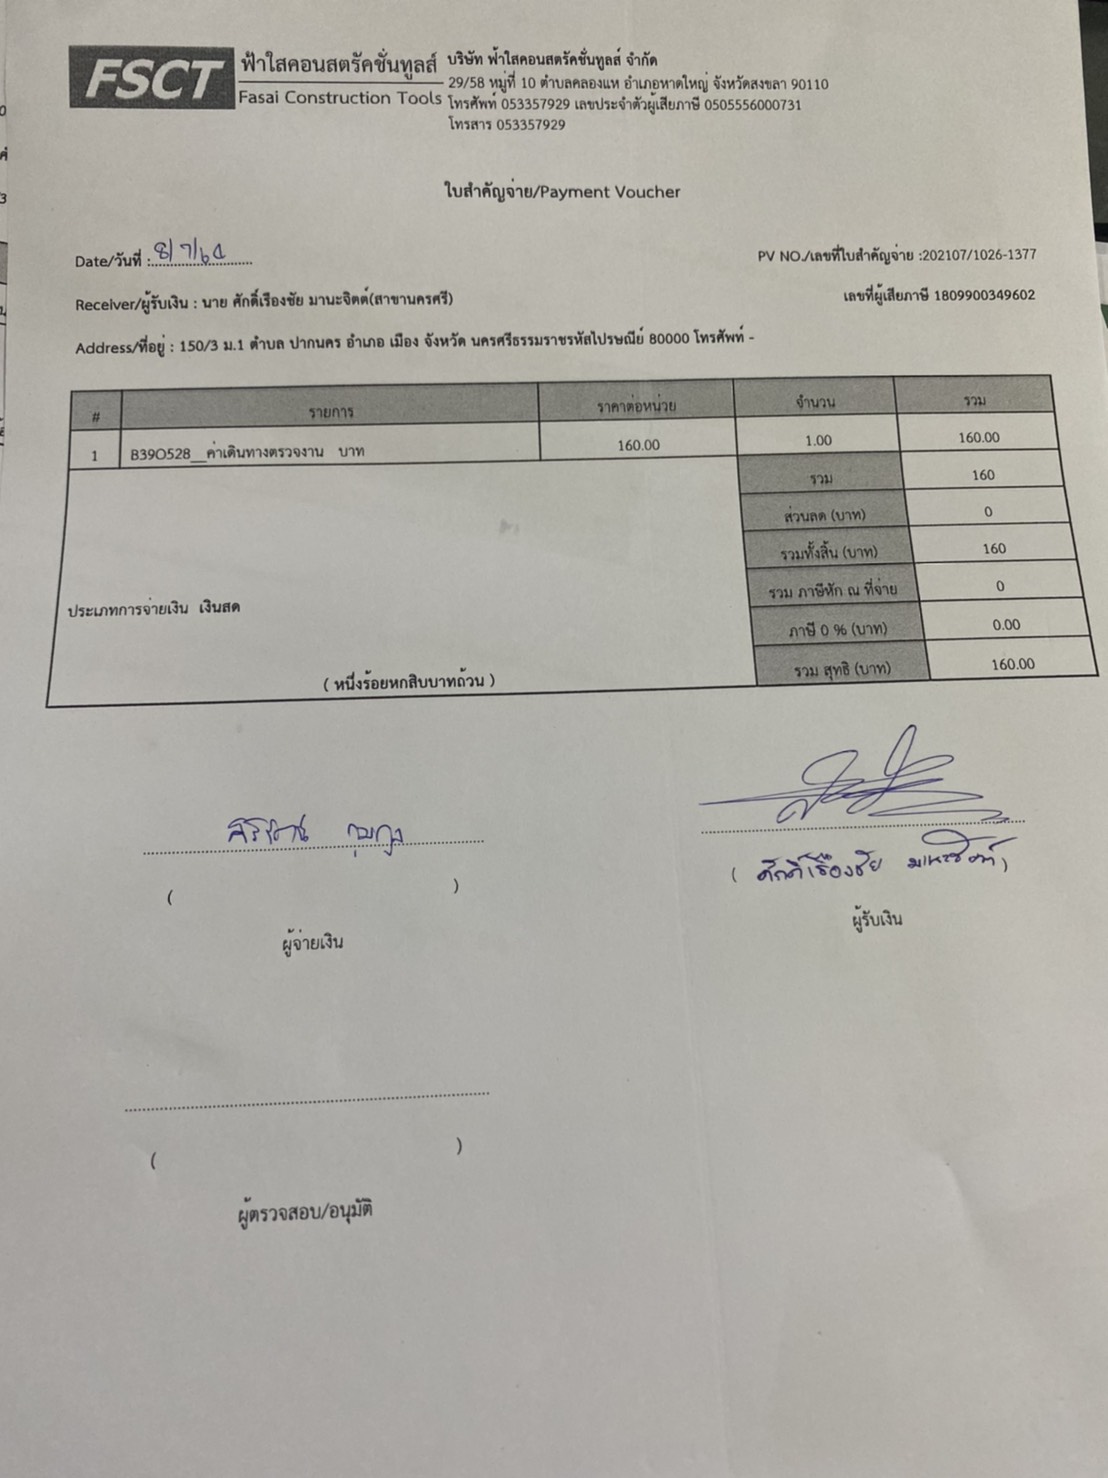 FSCT
ฟ้าใสคอนสตรัคชั่นทูลส์
Fasai Construction Tools
บริษัท ฟ้าใสคอนสตรัคชั่นทูลส์ จำกัด
29/58 หมู่ที่ 10 ตำบลคลองแห อำเภอหาดใหญ่ จังหวัดสงขลา 90110
โทรศัพท์ 053357929 เลขประจำตัวผู้เสียภาษี 0505556000731
โทรสาร 053357929
ใบสำคัญจ่าย/Payment Voucher
Date/วันที่ : 8/7/64
PV NO./เลขที่ใบสำคัญจ่าย :202107/1026-1377
Receiver/ผู้รับเงิน : นาย ศักดิ์เรืองชัย มานะจิตต์(สาขานครศรี)
เลขที่ผู้เสียภาษี 1809900349602
Address/ที่อยู่ : 150/3 ม.1 ตำบล ปากนคร อำเภอ เมือง จังหวัด นครศรีธรรมราชรหัสไปรษณีย์ 80000 โทรศัพท์ -
# รายการ ราคาต่อหน่วย จำนวน รวม
1 B39O528__ค่าเดินทางตรวจงาน บาท 160.00 1.00 160.00
รวม 160
ส่วนลด (บาท) 0
รวมทั้งสิ้น (บาท) 160
รวม ภาษีหัก ณ ที่จ่าย 0
ประเภทการจ่ายเงิน เงินสด
ภาษี 0 % (บาท) 0.00
รวม สุทธิ (บาท) 160.00
( หนึ่งร้อยหกสิบบาทถ้วน )
( )
( ศักดิ์เรืองชัย มานะจิตต์ )
ผู้จ่ายเงิน
ผู้รับเงิน
( )
ผู้ตรวจสอบ/อนุมัติ